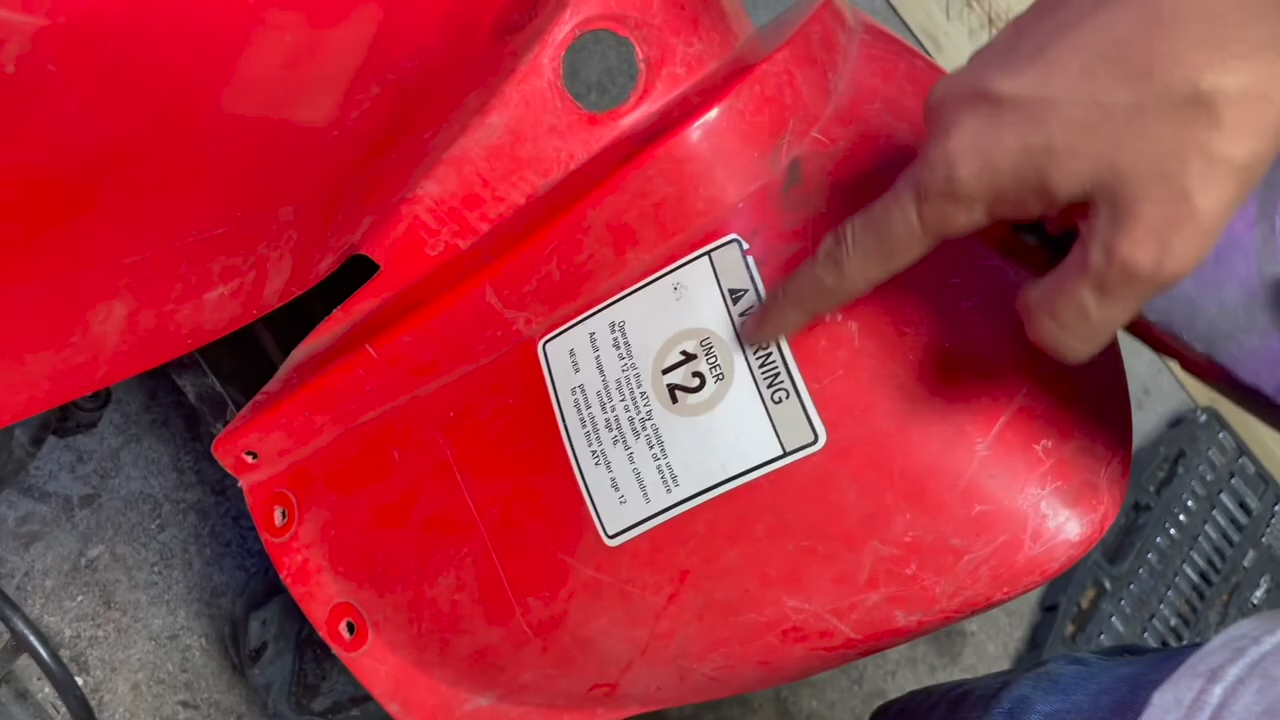 WARNING
UNDER
12
Operation of this ATV by children under
the age of 12 increases the risk of severe
injury or death.
Adult supervision is required for children
under age 16.
NEVER permit children under age 12
to operate this ATV.